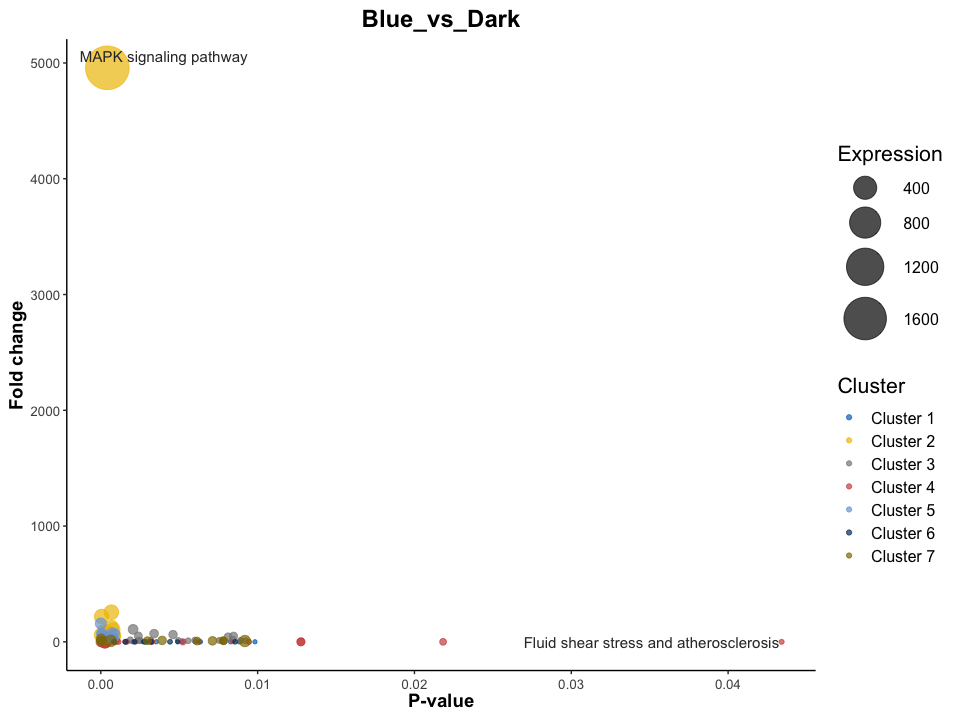 Blue_vs_Dark
MAPK signaling pathway
5000
4000
3000
2000
1000
0
Fold change
Fluid shear stress and atherosclerosis
0.00
0.01
0.02
0.03
0.04
P-value
Expression
400
800
1200
1600
Cluster
Cluster 1
Cluster 2
Cluster 3
Cluster 4
Cluster 5
Cluster 6
Cluster 7